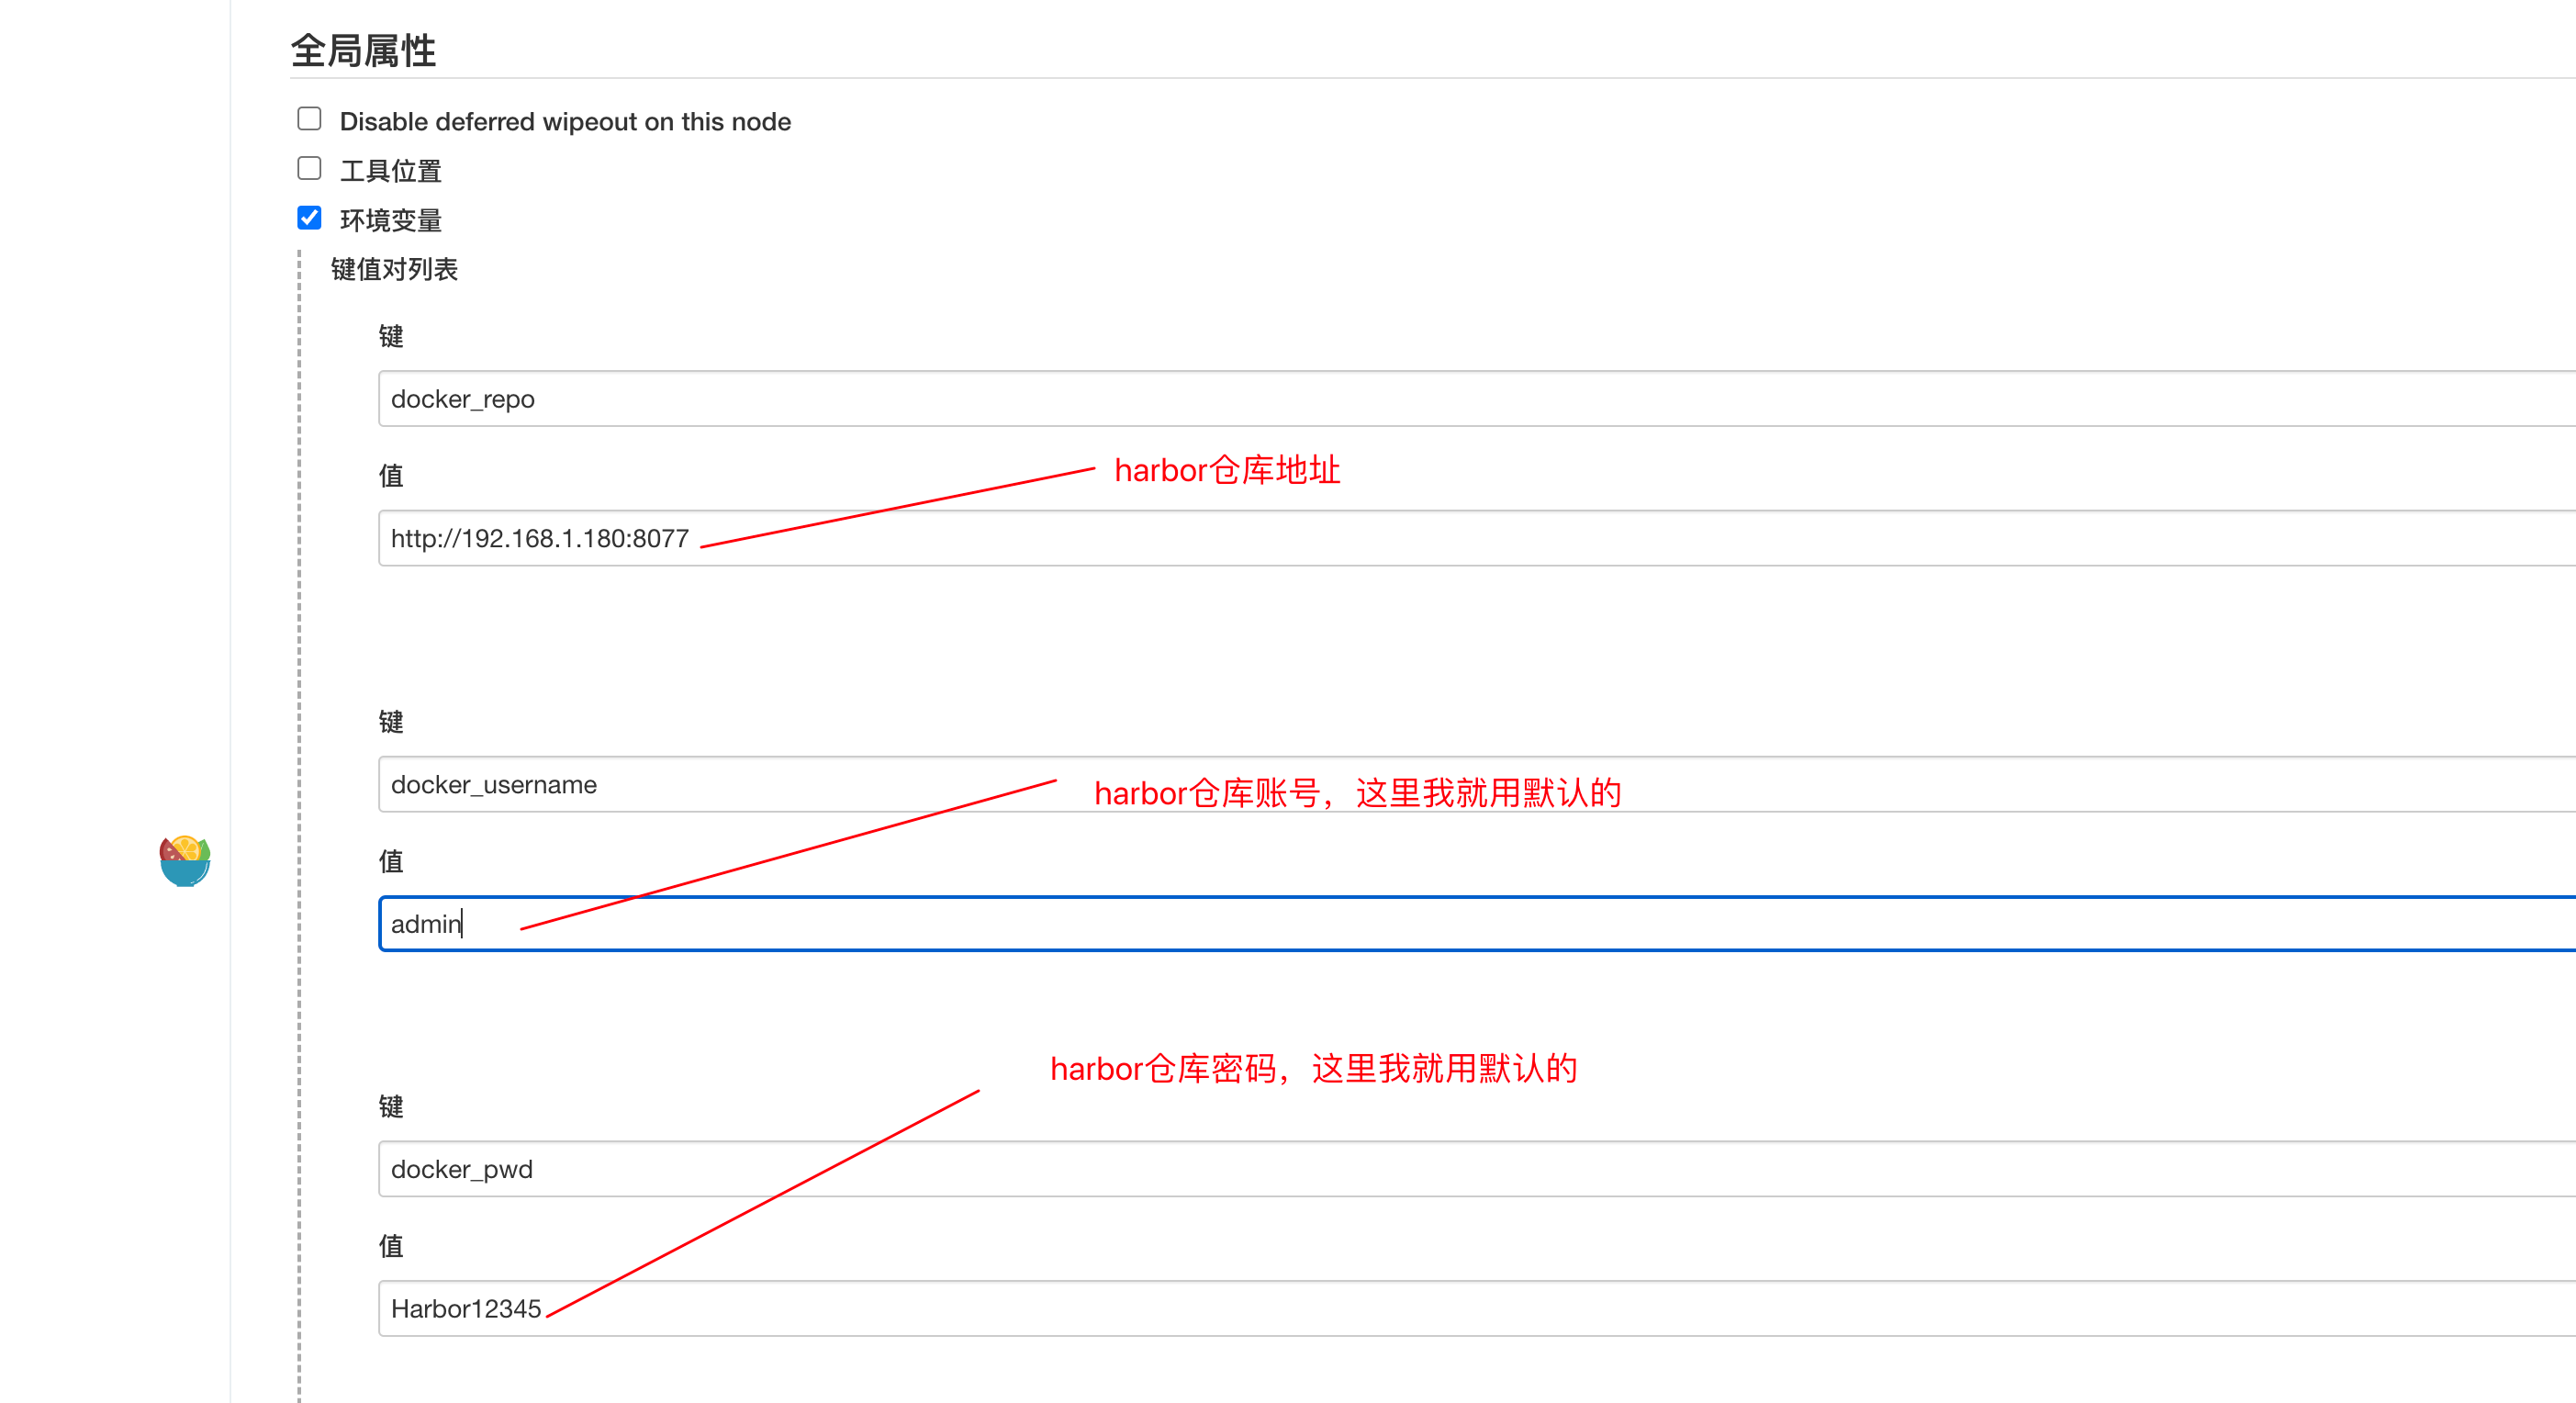 全局属性
Disable deferred wipeout on this node
工具位置
环境变量
键值对列表
键
docker_repo
harbor仓库地址
值
http://192.168.1.180:8077
键
docker_username
harbor仓库账号，这里我就用默认的
值
admin
harbor仓库密码，这里我就用默认的
键
docker_pwd
值
Harbor12345